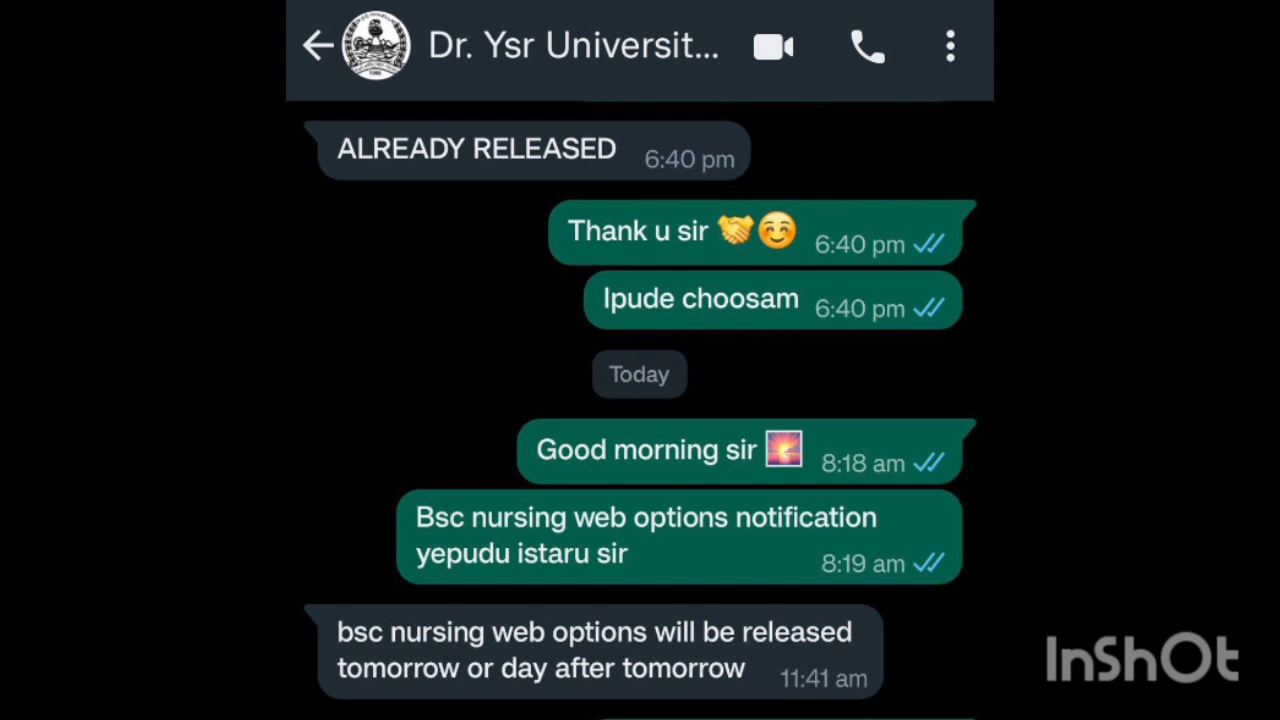 Dr. Ysr Universit...
ALREADY RELEASED 6:40 pm
Thank u sir 🤝☺️ 6:40 pm
Ipude choosam 6:40 pm
Today
Good morning sir 🌅 8:18 am
Bsc nursing web options notification
yepudu istaru sir 8:19 am
bsc nursing web options will be released
tomorrow or day after tomorrow 11:41 am
InShOt